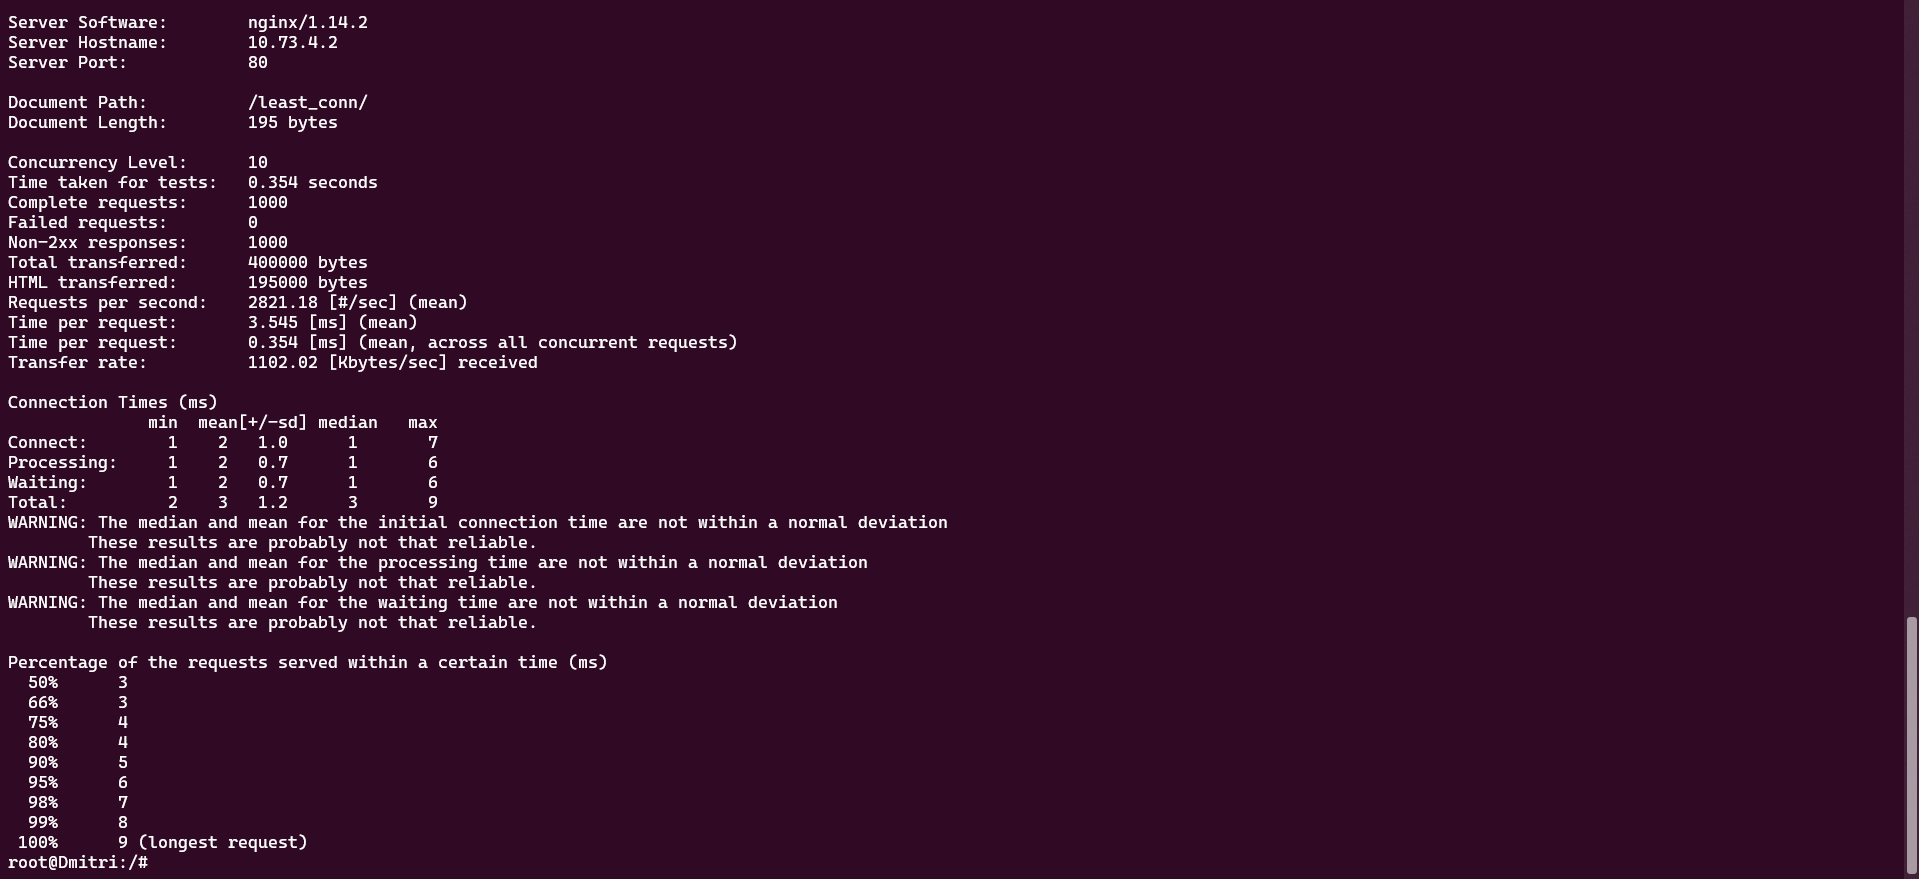 Server Software:        nginx/1.14.2
Server Hostname:        10.73.4.2
Server Port:            80

Document Path:          /least_conn/
Document Length:        195 bytes

Concurrency Level:      10
Time taken for tests:   0.354 seconds
Complete requests:      1000
Failed requests:        0
Non-2xx responses:      1000
Total transferred:      400000 bytes
HTML transferred:       195000 bytes
Requests per second:    2821.18 [#/sec] (mean)
Time per request:       3.545 [ms] (mean)
Time per request:       0.354 [ms] (mean, across all concurrent requests)
Transfer rate:          1102.02 [Kbytes/sec] received

Connection Times (ms)
              min  mean[+/-sd] median   max
Connect:        1    2   1.0      1       7
Processing:     1    2   0.7      1       6
Waiting:        1    2   0.7      1       6
Total:          2    3   1.2      3       9
WARNING: The median and mean for the initial connection time are not within a normal deviation
        These results are probably not that reliable.
WARNING: The median and mean for the processing time are not within a normal deviation
        These results are probably not that reliable.
WARNING: The median and mean for the waiting time are not within a normal deviation
        These results are probably not that reliable.

Percentage of the requests served within a certain time (ms)
  50%      3
  66%      3
  75%      4
  80%      4
  90%      5
  95%      6
  98%      7
  99%      8
 100%      9 (longest request)
root@Dmitri:/#